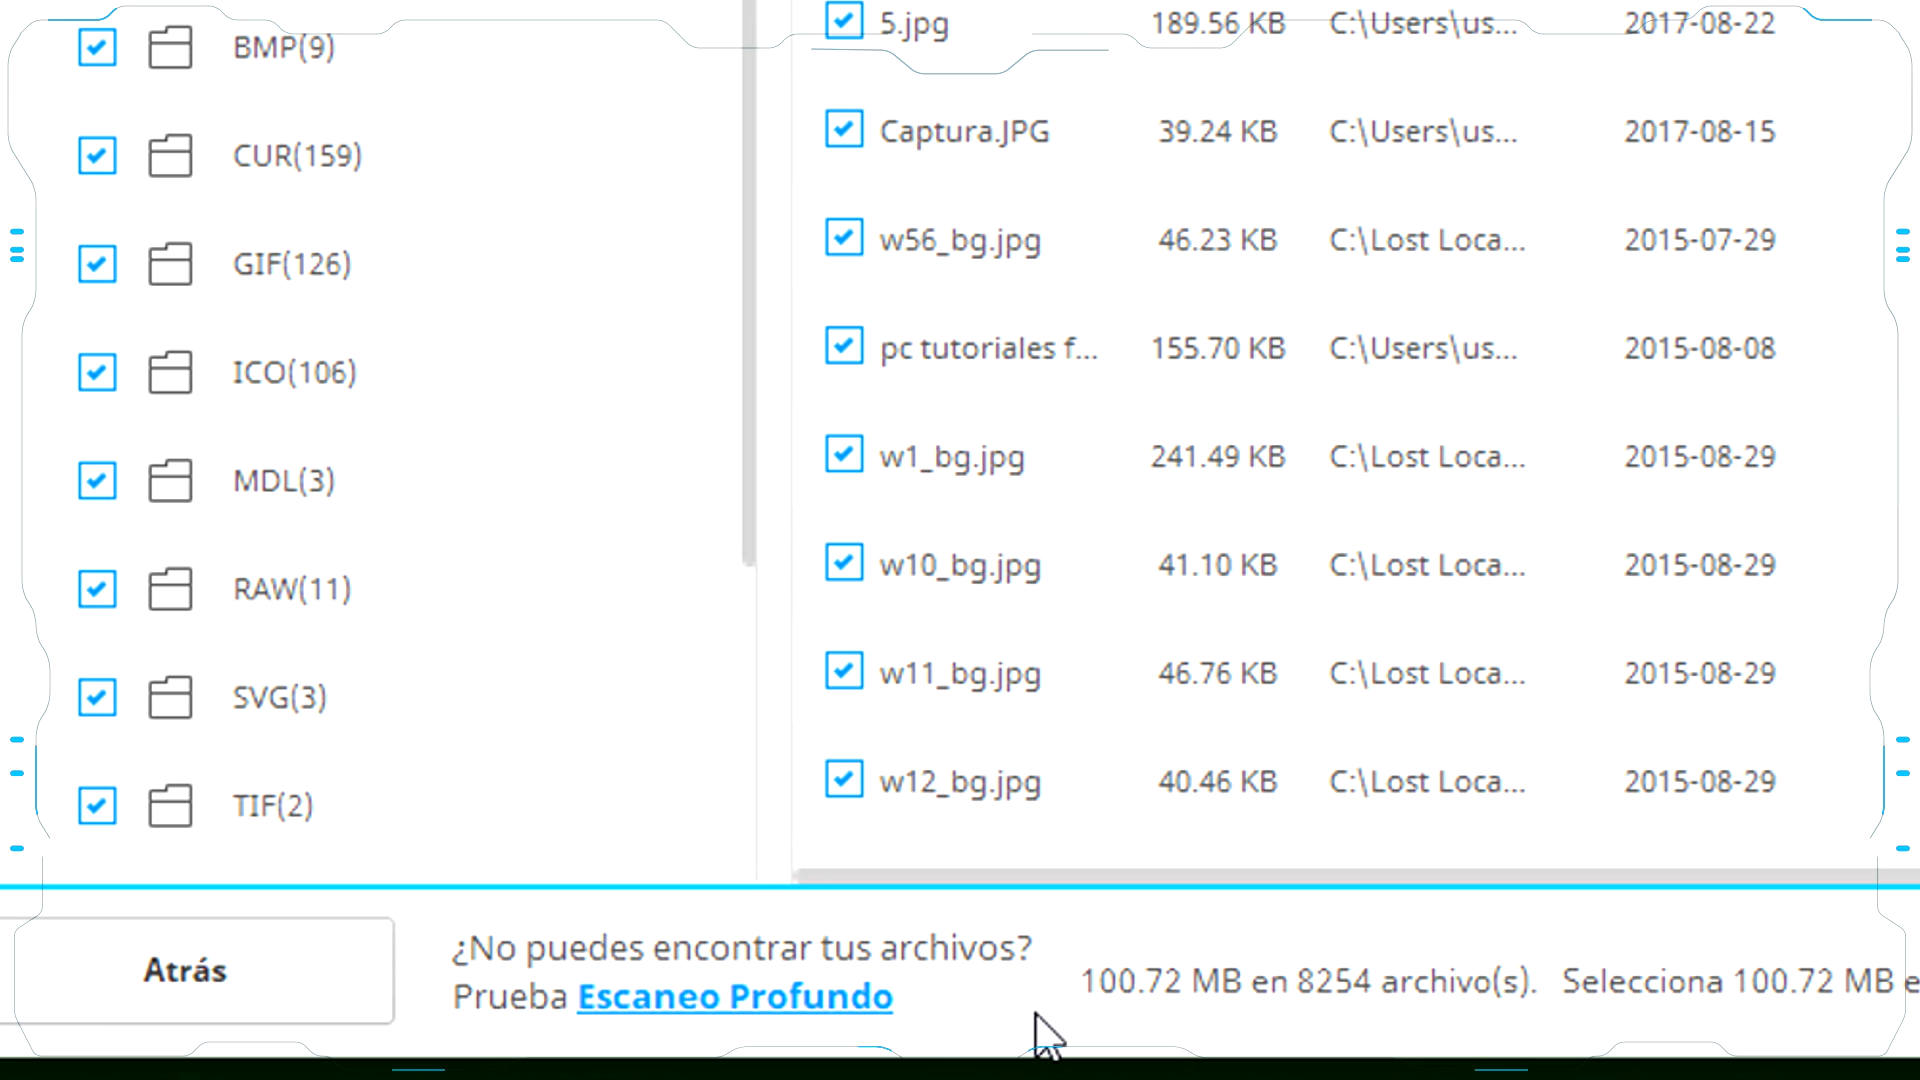 BMP(9)
CUR(159)
GIF(126)
ICO(106)
MDL(3)
RAW(11)
SVG(3)
TIF(2)
5.jpg 189.56 KB C:\Users\us... 2017-08-22
Captura.JPG 39.24 KB C:\Users\us... 2017-08-15
w56_bg.jpg 46.23 KB C:\Lost Loca... 2015-07-29
pc tutoriales f... 155.70 KB C:\Users\us... 2015-08-08
w1_bg.jpg 241.49 KB C:\Lost Loca... 2015-08-29
w10_bg.jpg 41.10 KB C:\Lost Loca... 2015-08-29
w11_bg.jpg 46.76 KB C:\Lost Loca... 2015-08-29
w12_bg.jpg 40.46 KB C:\Lost Loca... 2015-08-29
Atrás
¿No puedes encontrar tus archivos?
Prueba Escaneo Profundo
100.72 MB en 8254 archivo(s). Selecciona 100.72 MB e